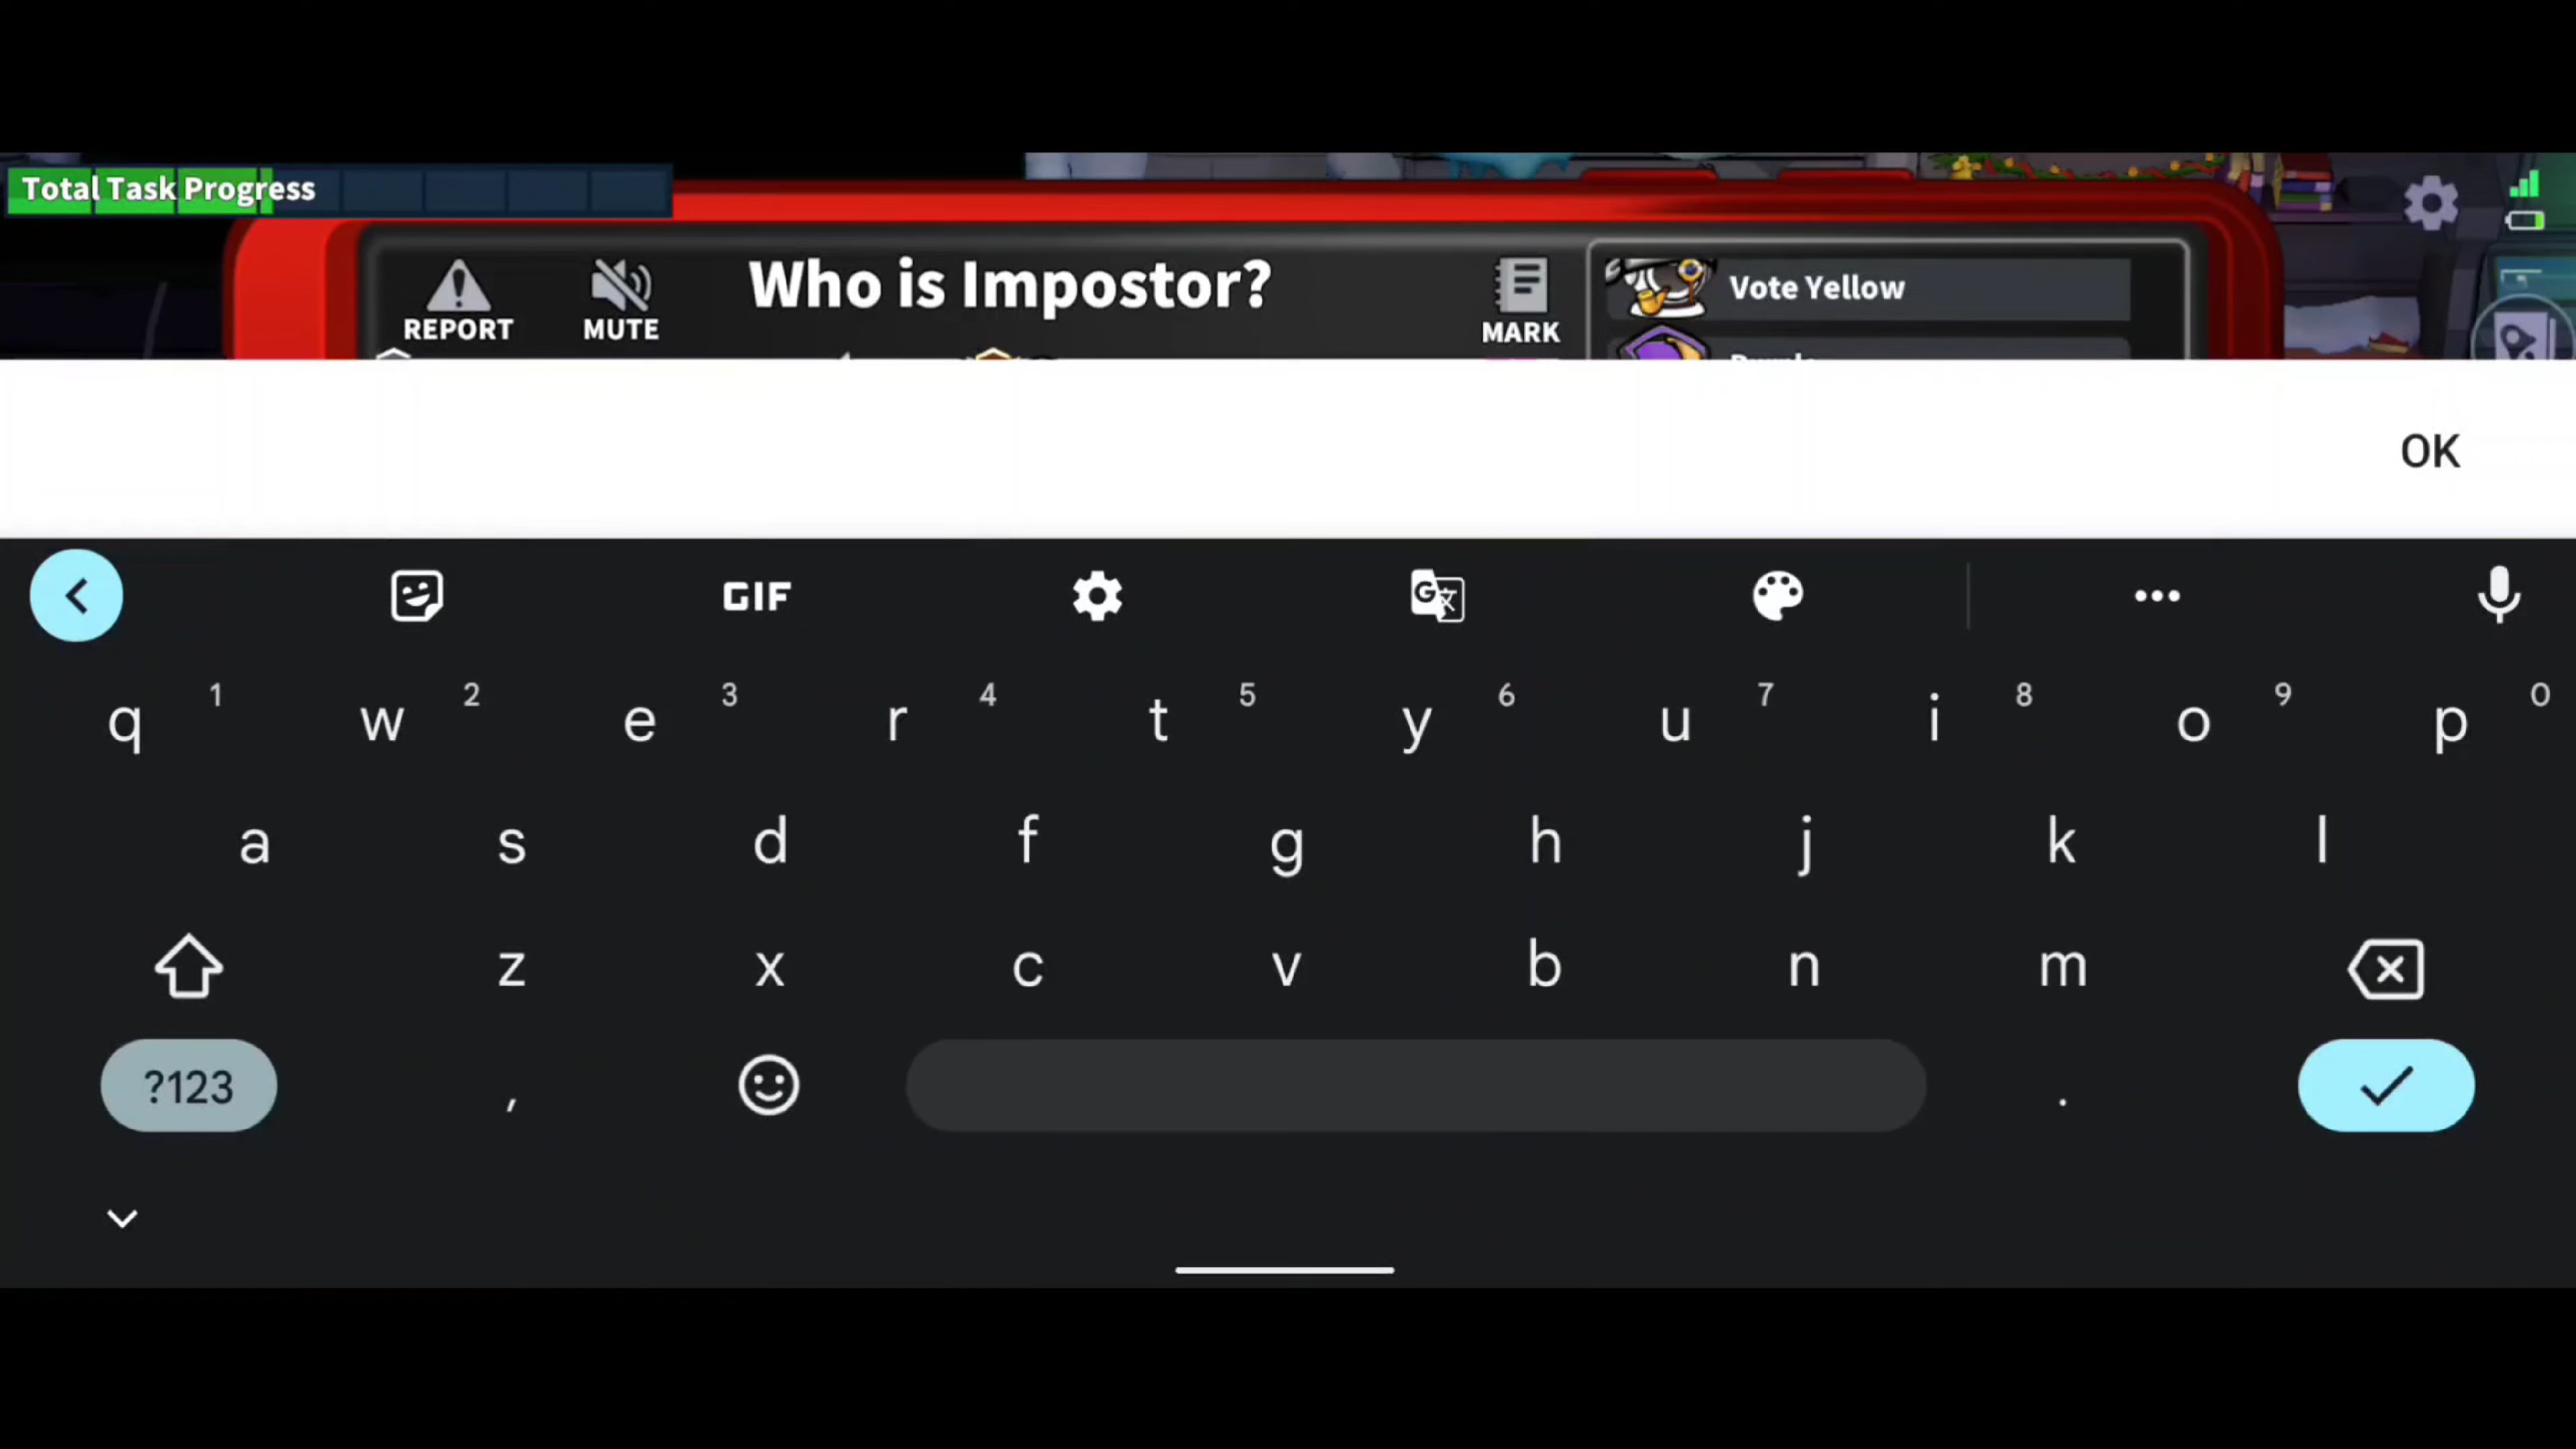 Total Task Progress
REPORT
MUTE
Who is Impostor?
MARK
Vote Yellow
OK
GIF
q 1 w 2 e 3 r 4 t 5 y 6 u 7 i 8 o 9 p 0
a s d f g h j k l
z x c v b n m
?123 , .